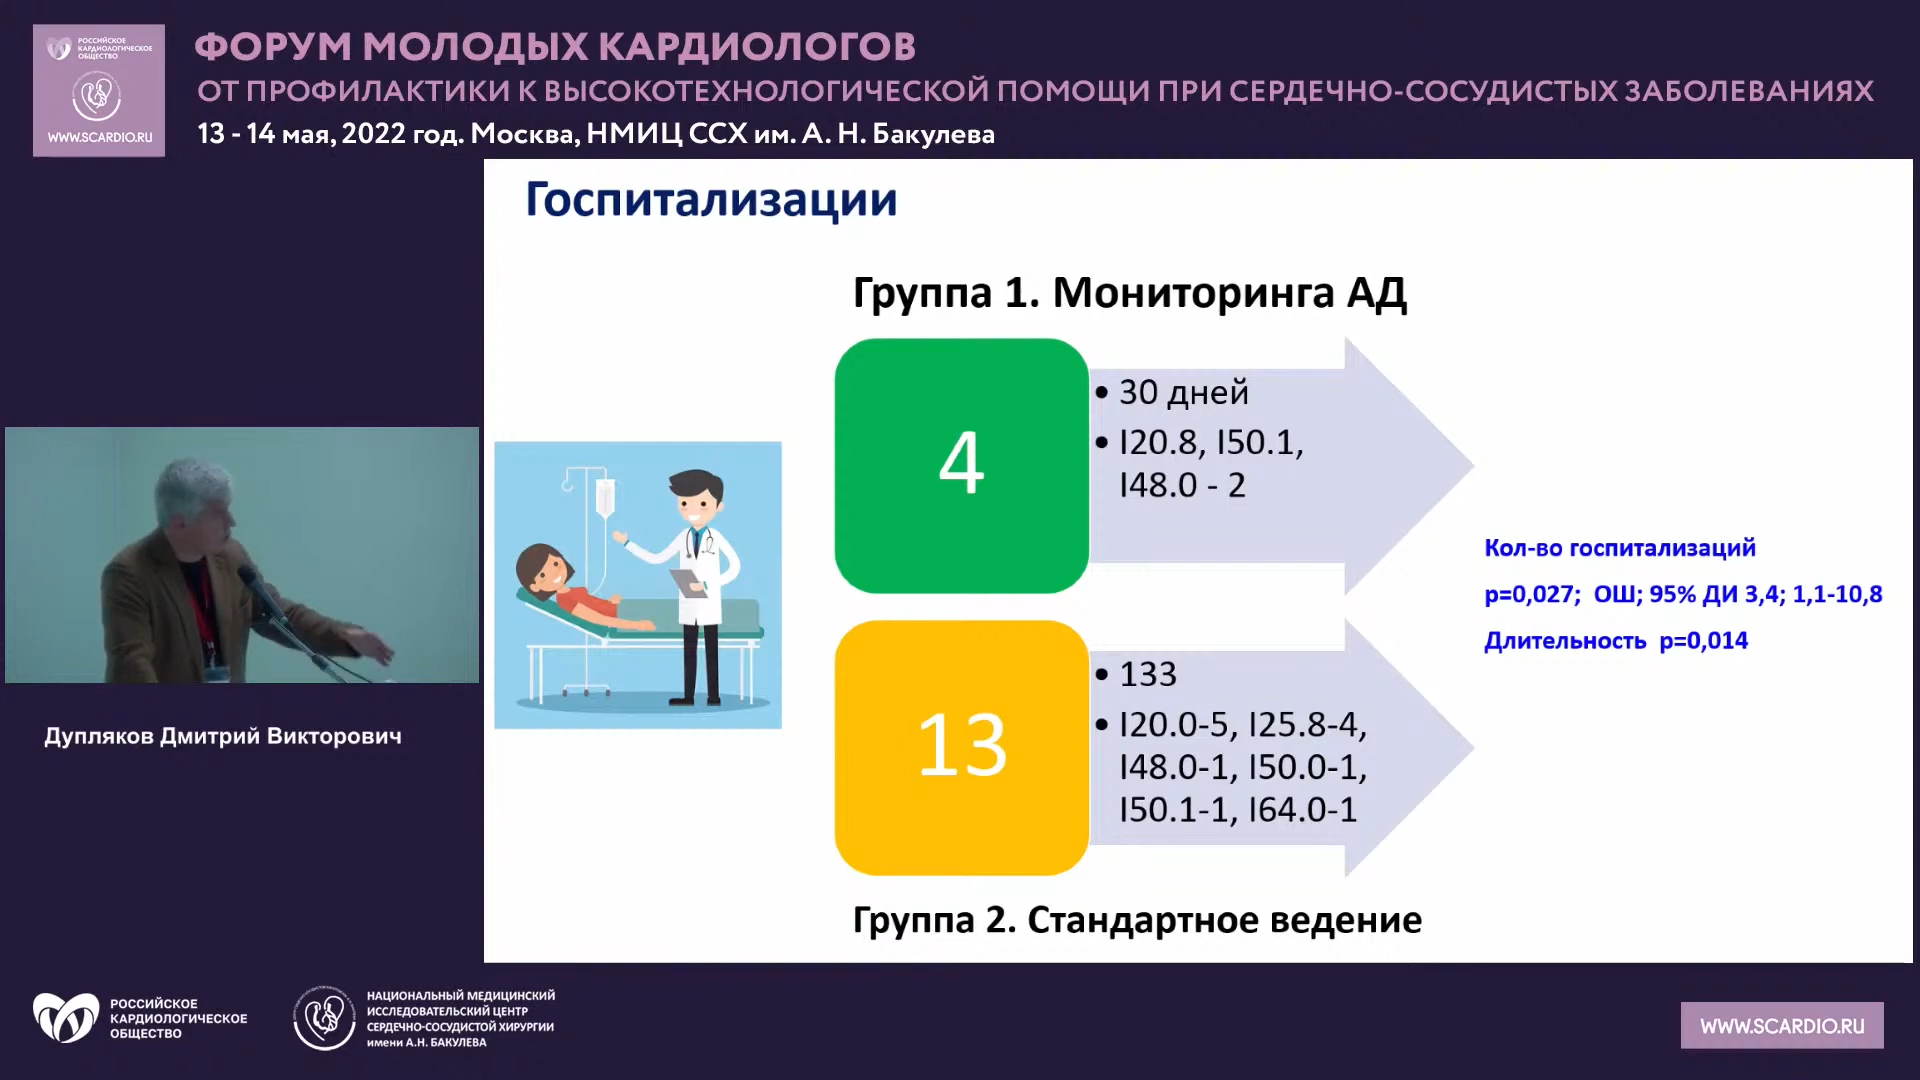 РОССИЙСКОЕ
КАРДИОЛОГИЧЕСКОЕ
ОБЩЕСТВО
WWW.SCARDIO.RU
ФОРУМ МОЛОДЫХ КАРДИОЛОГОВ
ОТ ПРОФИЛАКТИКИ К ВЫСОКОТЕХНОЛОГИЧЕСКОЙ ПОМОЩИ ПРИ СЕРДЕЧНО-СОСУДИСТЫХ ЗАБОЛЕВАНИЯХ
13 - 14 мая, 2022 год. Москва, НМИЦ ССХ им. А. Н. Бакулева
Госпитализации
Группа 1. Мониторинга АД
4
• 30 дней
• I20.8, I50.1,
I48.0 - 2
Кол-во госпитализаций
p=0,027; ОШ; 95% ДИ 3,4; 1,1-10,8
Длительность p=0,014
13
• 133
• I20.0-5, I25.8-4,
I48.0-1, I50.0-1,
I50.1-1, I64.0-1
Группа 2. Стандартное ведение
Дупляков Дмитрий Викторович
РОССИЙСКОЕ
КАРДИОЛОГИЧЕСКОЕ
ОБЩЕСТВО
НАЦИОНАЛЬНЫЙ МЕДИЦИНСКИЙ
ИССЛЕДОВАТЕЛЬСКИЙ ЦЕНТР
СЕРДЕЧНО-СОСУДИСТОЙ ХИРУРГИИ
имени А.Н. БАКУЛЕВА
WWW.SCARDIO.RU